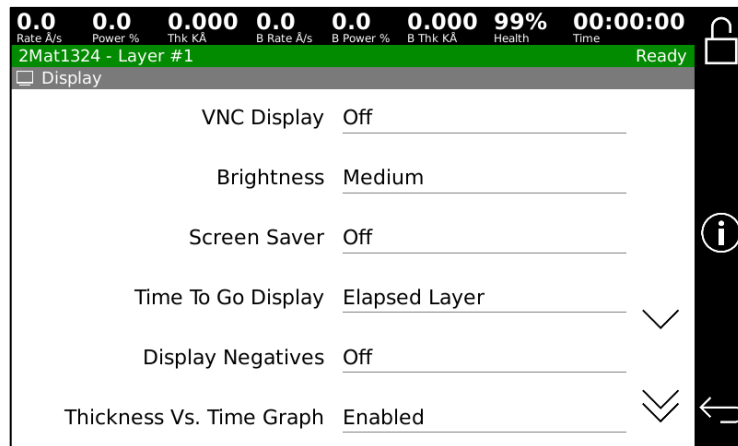 0.0 0.0 0.000 0.0 0.0 0.000 99% 00:00:00
Rate Å/s Power % Thk KÅ B Rate Å/s B Power % B Thk KÅ Health Time
2Mat1324 - Layer #1 Ready
Display
VNC Display Off
Brightness Medium
Screen Saver Off
Time To Go Display Elapsed Layer
Display Negatives Off
Thickness Vs. Time Graph Enabled